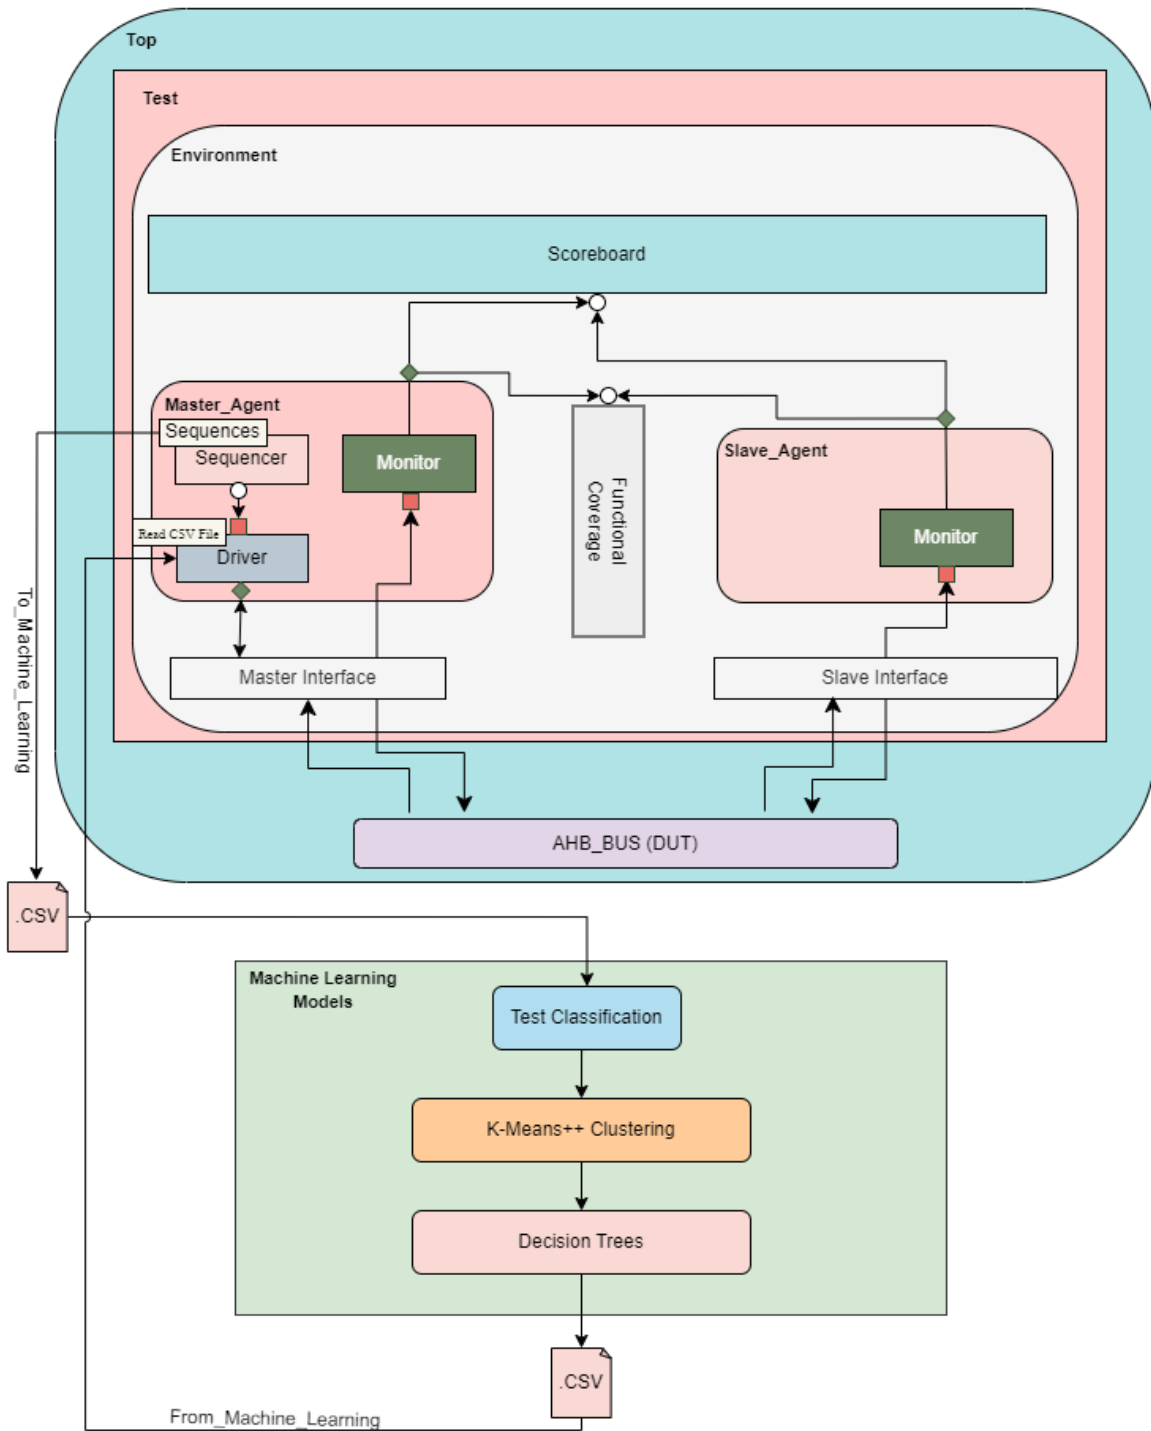 Top
Test
Environment
Scoreboard
Master_Agent
Sequences
Sequencer
Monitor
Read CSV File
Driver
Functional
Coverage
Slave_Agent
Monitor
Master Interface
Slave Interface
To_Machine_Learning
AHB_BUS (DUT)
.CSV
Machine Learning
Models
Test Classification
K-Means++ Clustering
Decision Trees
.CSV
From_Machine_Learning